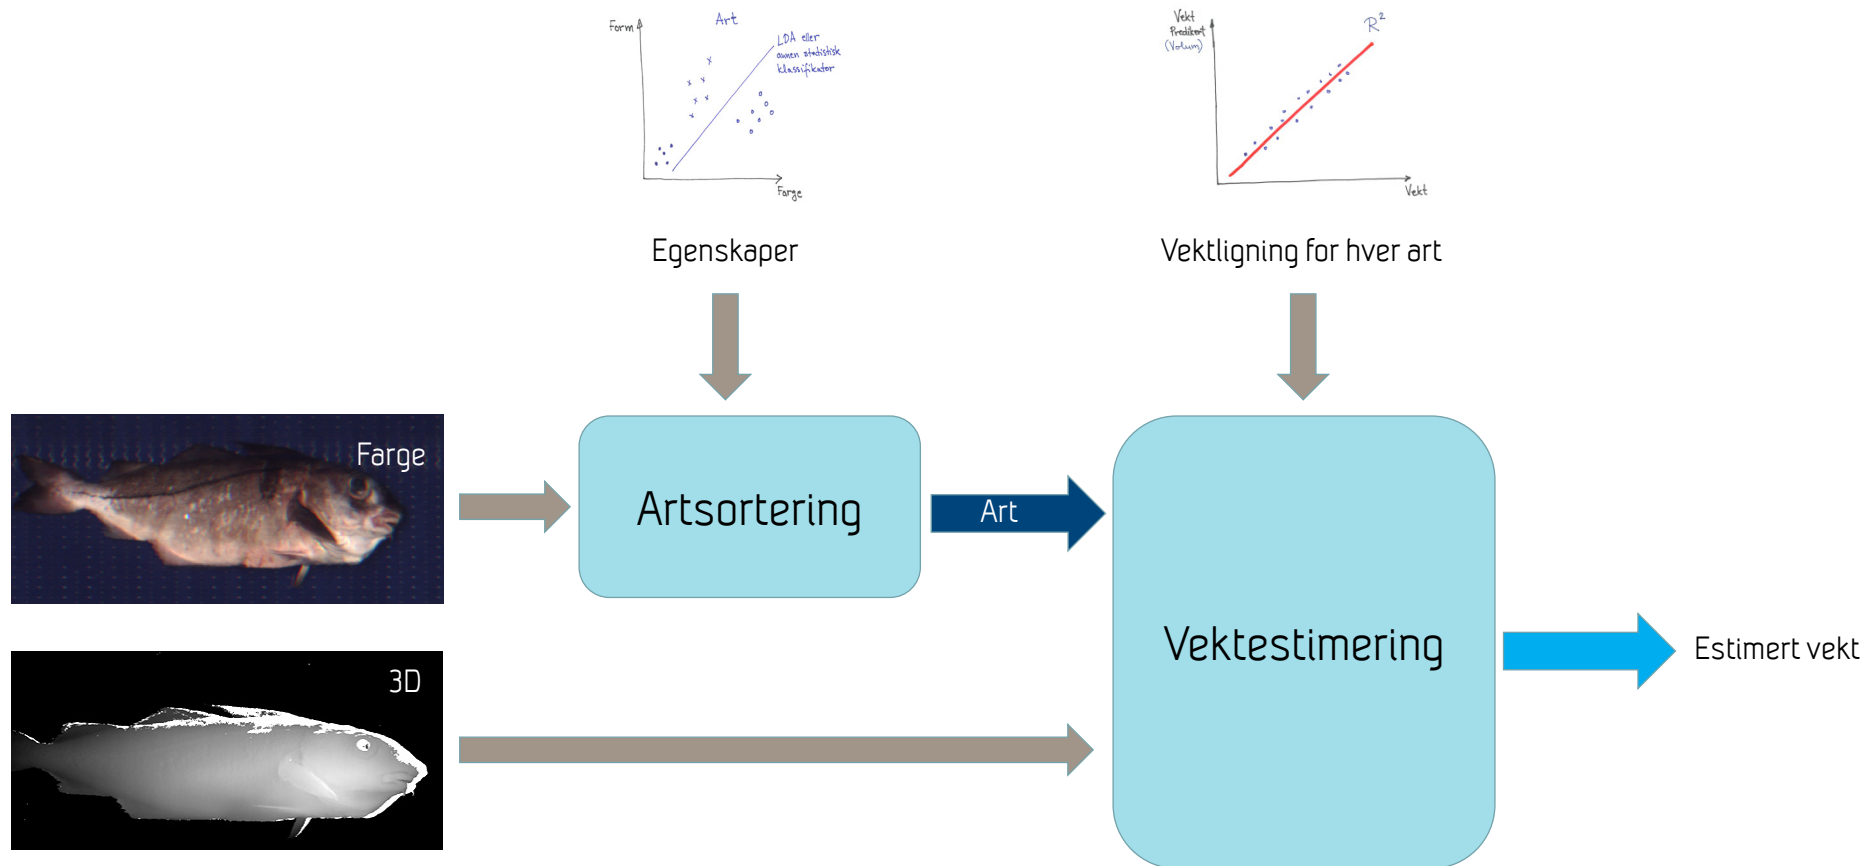 Form
Art
LDA eller
annen statistisk
klassifikator
Farge
Vekt
Predikert
(Volum)
R²
Vekt
Egenskaper
Vektligning for hver art
Farge
Artsortering
Art
3D
Vektestimering
Estimert vekt